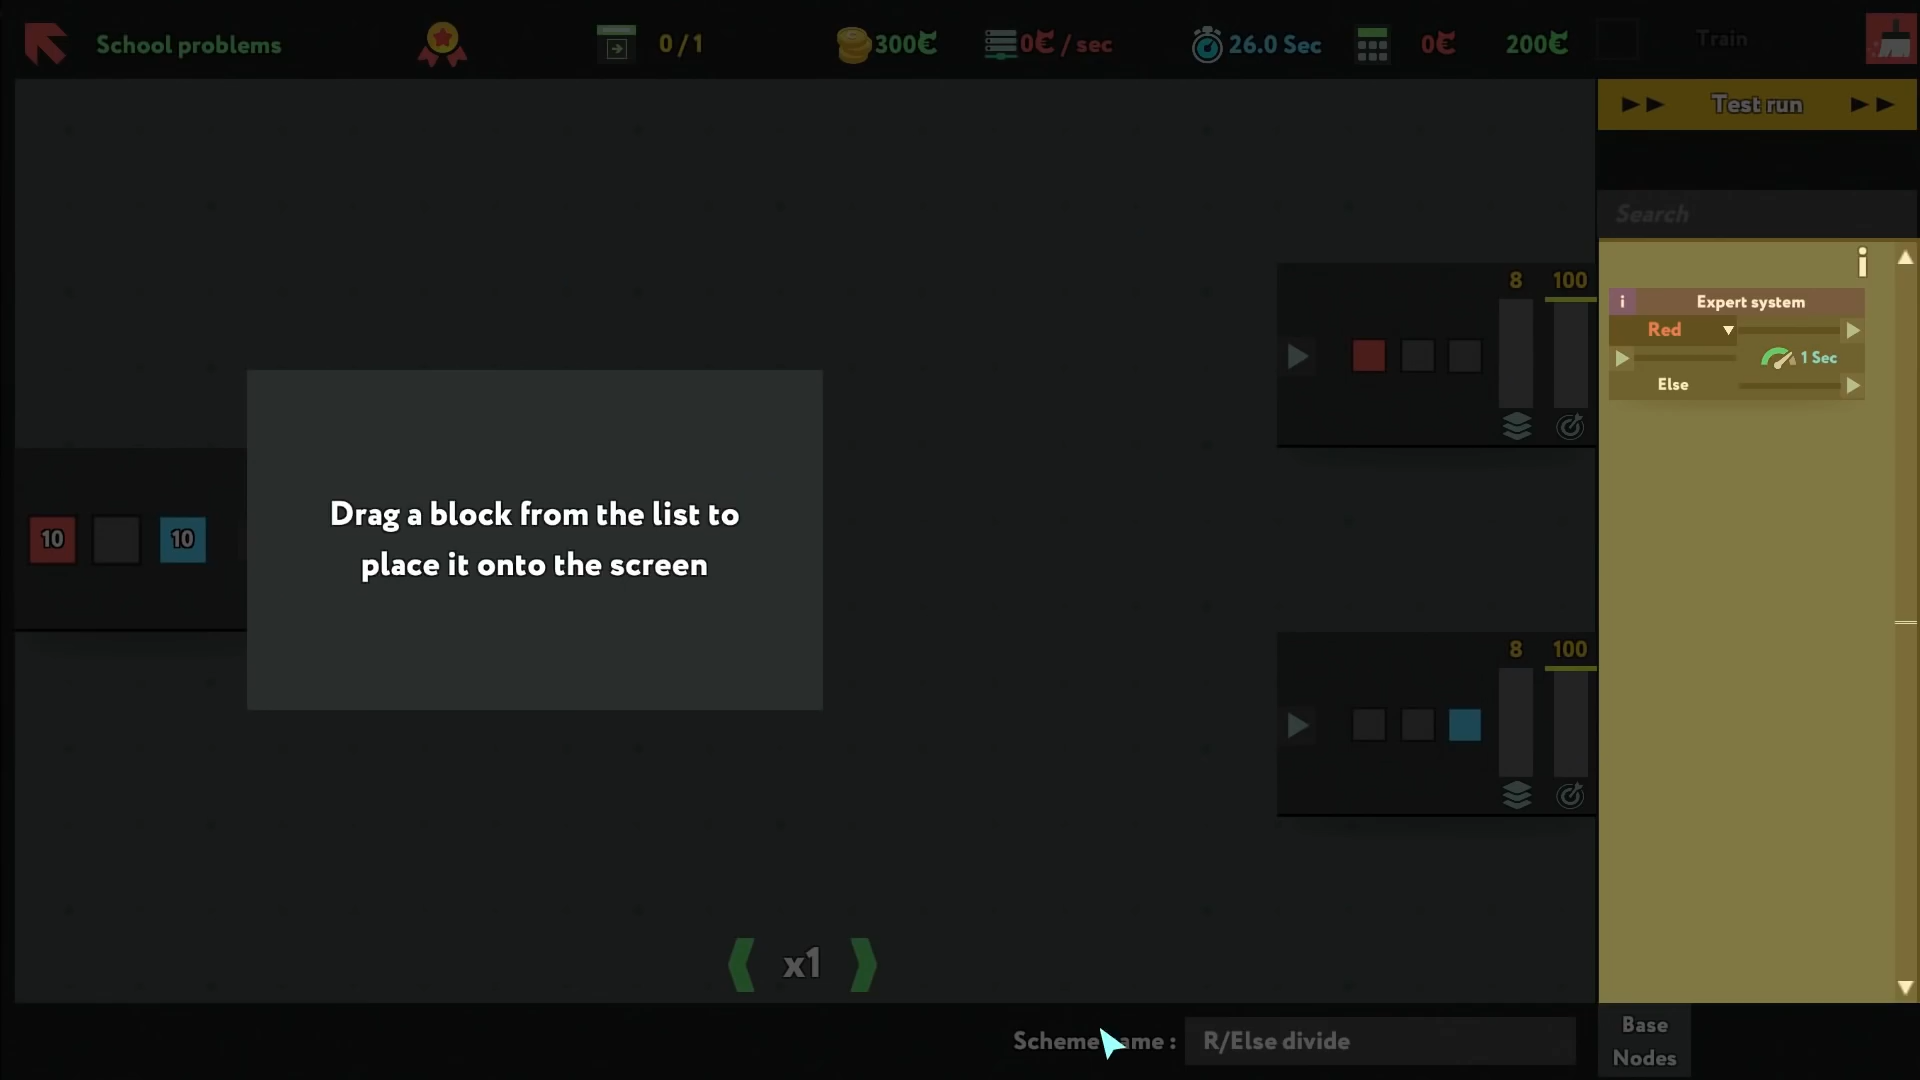 School problems
0 / 1
300€
0€ / sec
26.0 Sec
0€
200€
Train
Test run
Search
i
i
Expert system
Red
1 Sec
Else
8
100
10
10
Drag a block from the list to
place it onto the screen
8
100
x1
Scheme name :
R/Else divide
Base
Nodes